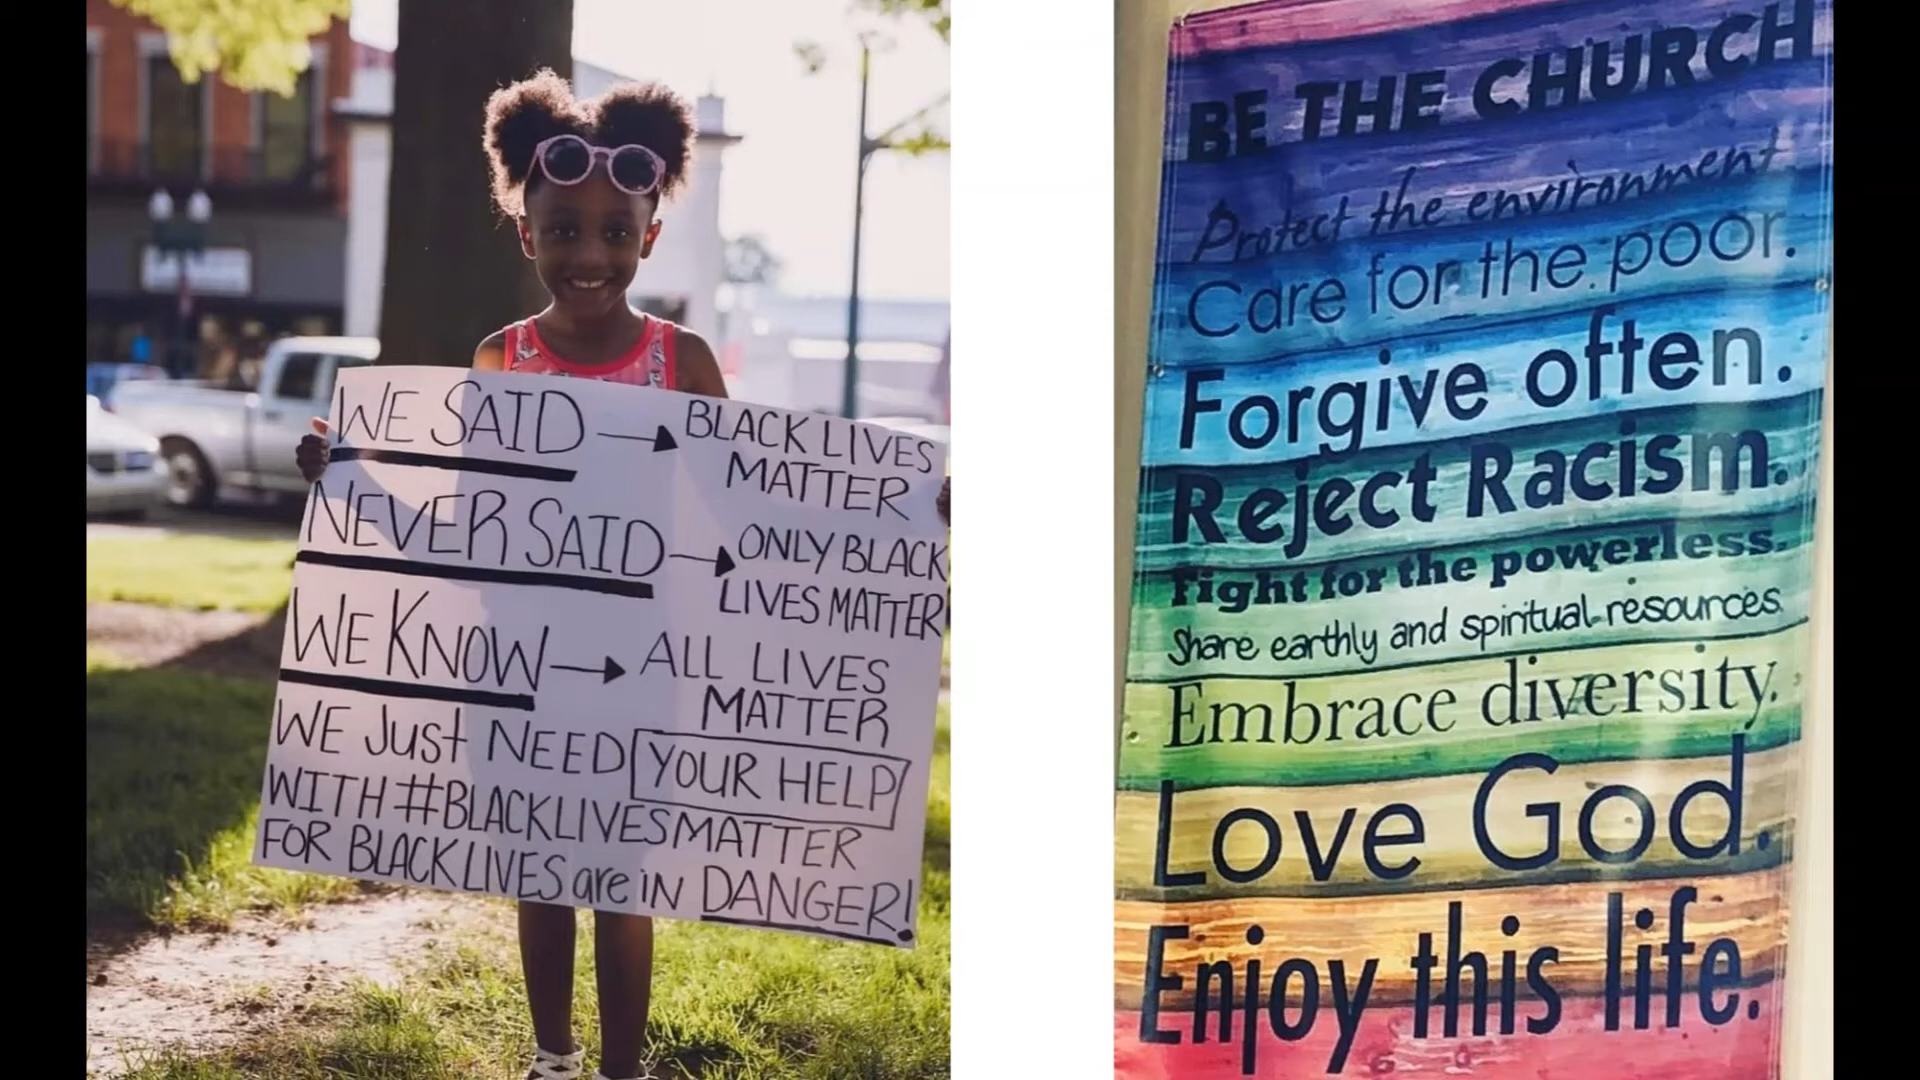 WE SAID → BLACK LIVES
MATTER
NEVER SAID → ONLY BLACK
LIVES MATTER
WE KNOW → ALL LIVES
MATTER
WE JUST NEED YOUR HELP
WITH #BLACKLIVESMATTER
FOR BLACK LIVES are iN DANGER!
BE THE CHURCH
Protect the environment.
Care for the poor.
Forgive often.
Reject Racism.
Fight for the powerless.
Share earthly and spiritual resources.
Embrace diversity.
Love God.
Enjoy this life.